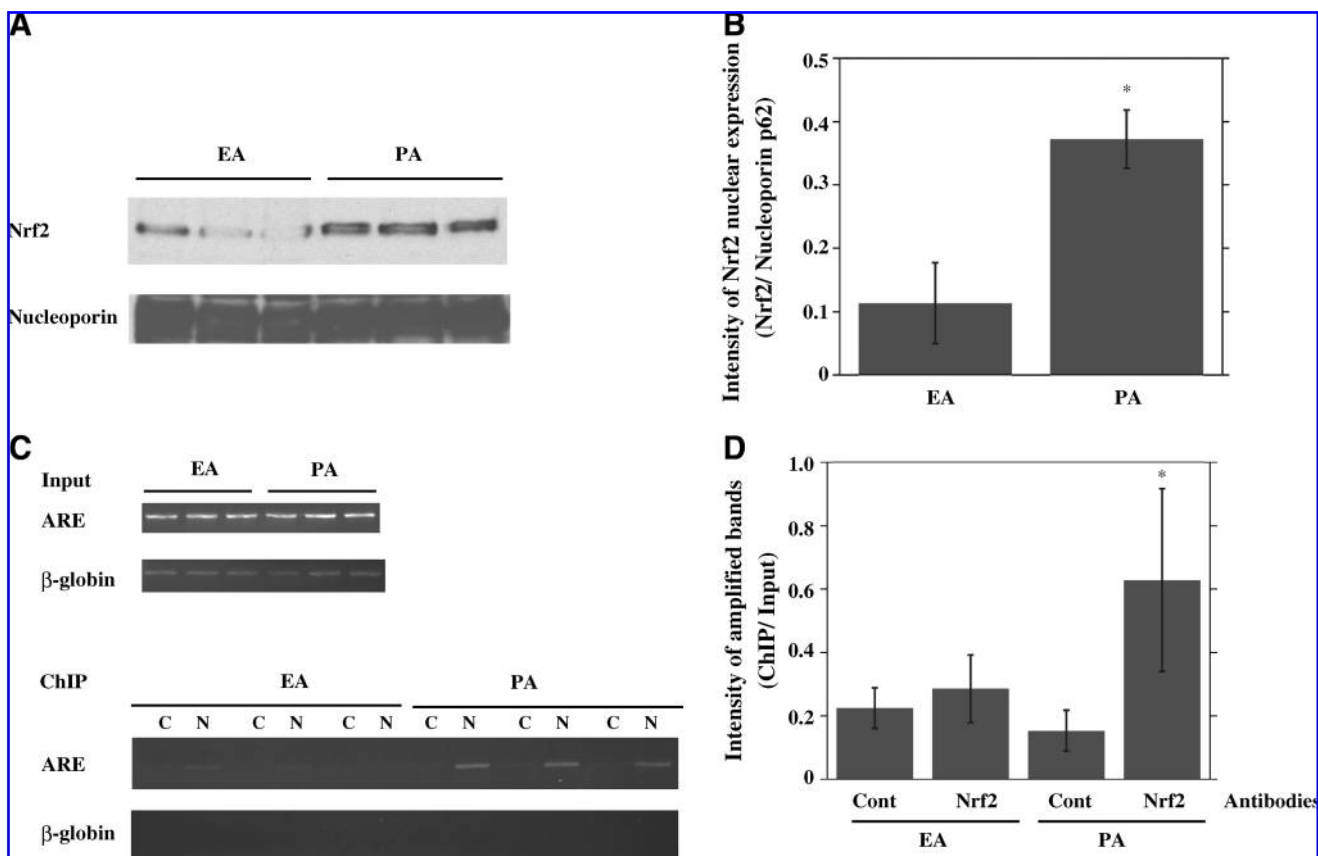 A
EA PA
Nrf2
Nucleoporin
B
Intensity of Nrf2 nuclear expression
(Nrf2/ Nucleoporin p62)
0.5
0.4
0.3
0.2
0.1
0
*
EA PA
C
Input
EA PA
ARE
β-globin
ChIP
EA PA
C N C N C N C N C N C N
ARE
β-globin
D
Intensity of amplified bands
(ChIP/ Input)
1.0
0.8
0.6
0.4
0.2
0
*
Cont Nrf2 Cont Nrf2 Antibodies
EA PA